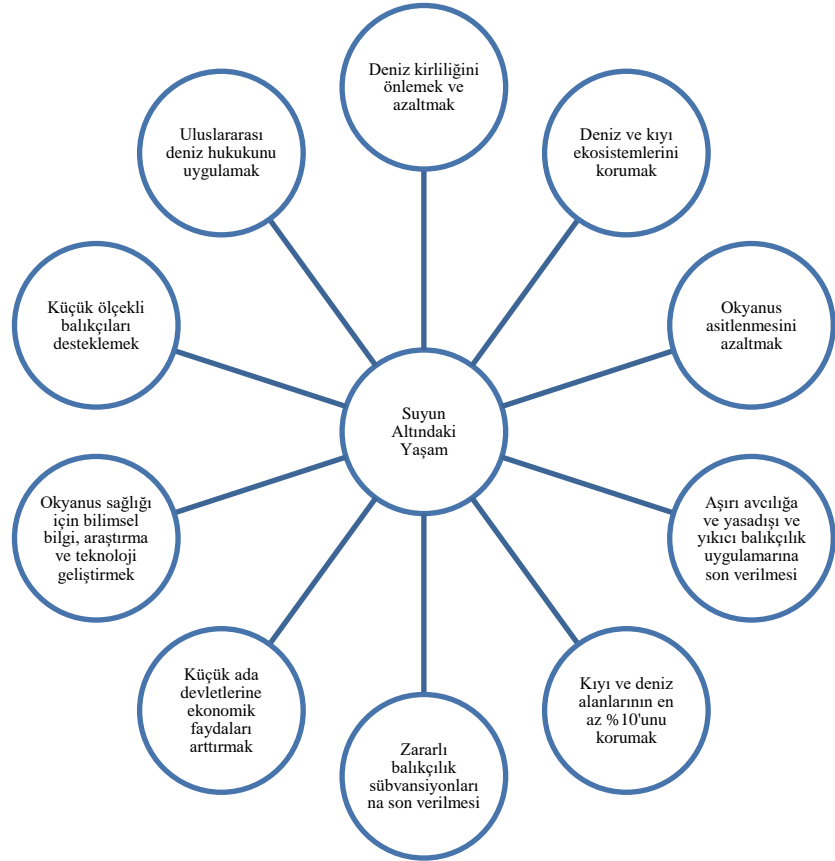 Deniz kirliliğini
önlemek ve
azaltmak
Deniz ve kıyı
ekosistemlerini
korumak
Okyanus
asitlenmesini
azaltmak
Aşırı avcılığa
ve yasadışı ve
yıkıcı balıkçılık
uygulamarına
son verilmesi
Kıyı ve deniz
alanlarının en
az %10'unu
korumak
Zararlı
balıkçılık
sübvansiyonları
na son verilmesi
Küçük ada
devletlerine
ekonomik
faydaları
arttırmak
Okyanus sağlığı
için bilimsel
bilgi, araştırma
ve teknoloji
geliştirmek
Küçük ölçekli
balıkçıları
desteklemek
Uluslararası
deniz hukukunu
uygulamak
Suyun
Altındaki
Yaşam